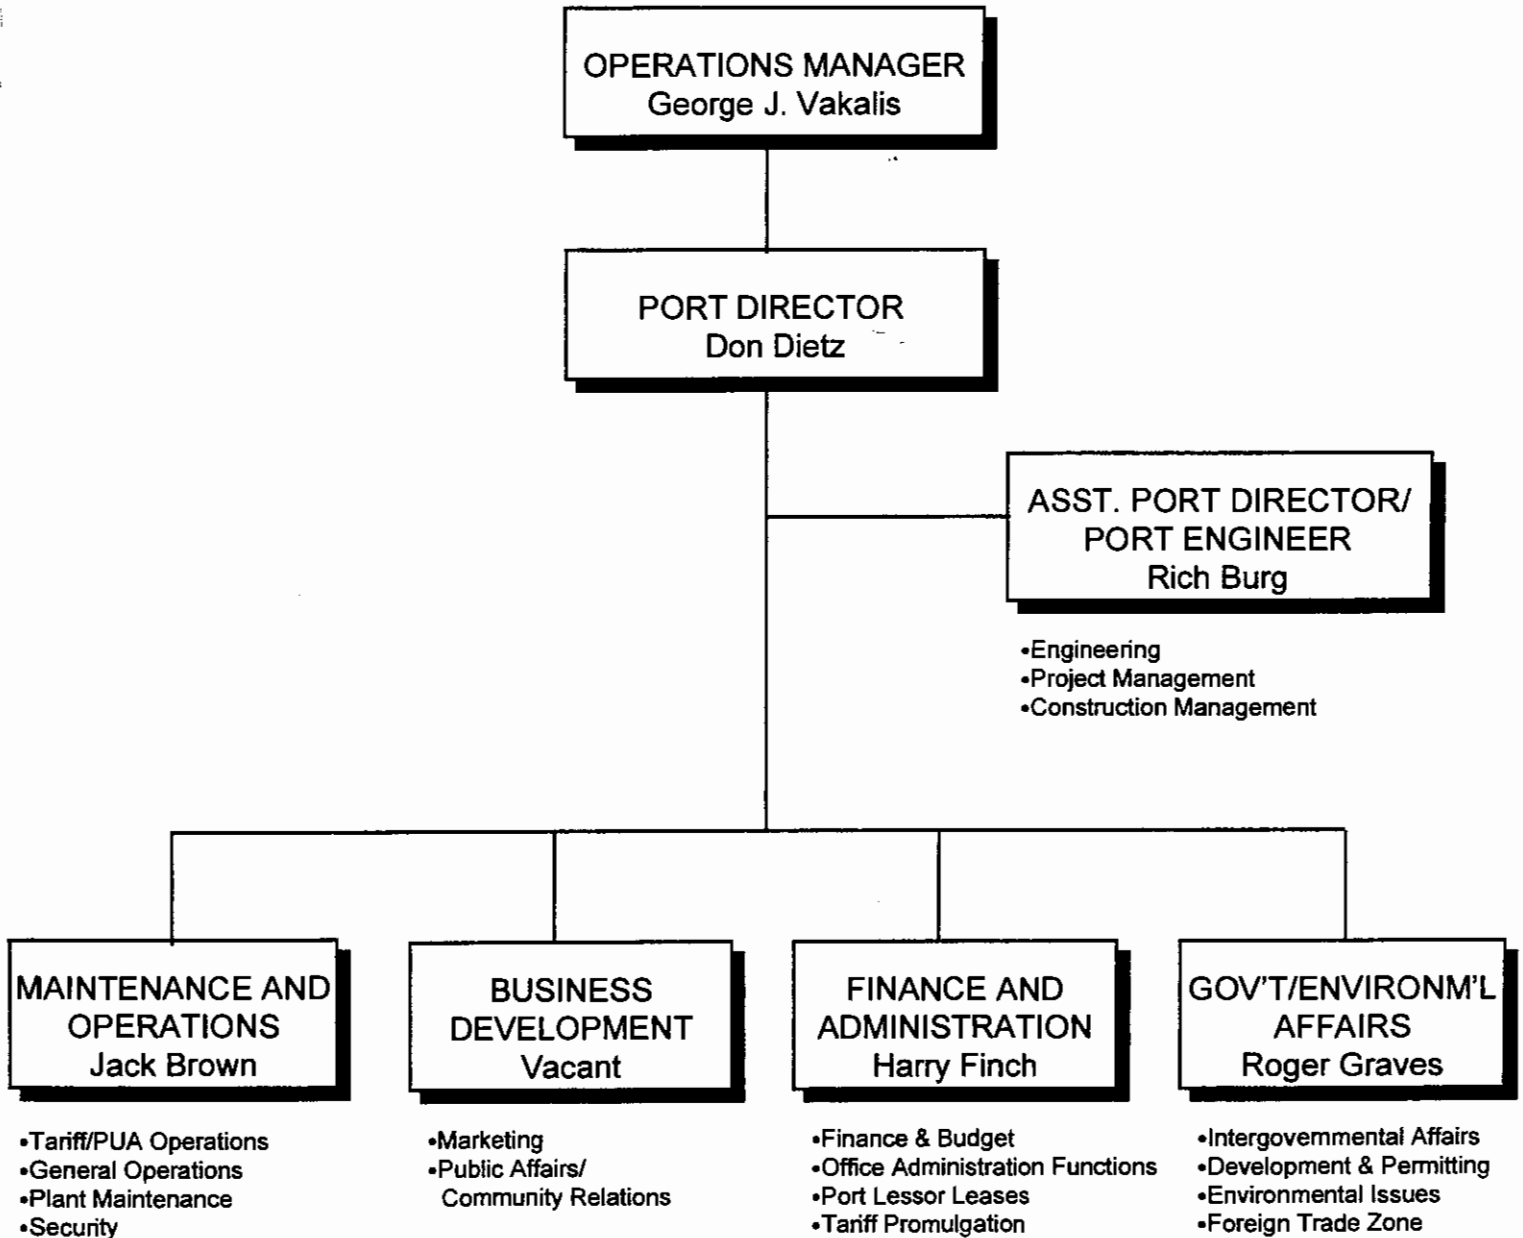 OPERATIONS MANAGER
George J. Vakalis
PORT DIRECTOR
Don Dietz
ASST. PORT DIRECTOR/
PORT ENGINEER
Rich Burg
•Engineering
•Project Management
•Construction Management
MAINTENANCE AND
OPERATIONS
Jack Brown
•Tariff/PUA Operations
•General Operations
•Plant Maintenance
•Security
BUSINESS
DEVELOPMENT
Vacant
•Marketing
•Public Affairs/
Community Relations
FINANCE AND
ADMINISTRATION
Harry Finch
•Finance & Budget
•Office Administration Functions
•Port Lessor Leases
•Tariff Promulgation
GOV'T/ENVIRONM'L
AFFAIRS
Roger Graves
•Intergovernmental Affairs
•Development & Permitting
•Environmental Issues
•Foreign Trade Zone